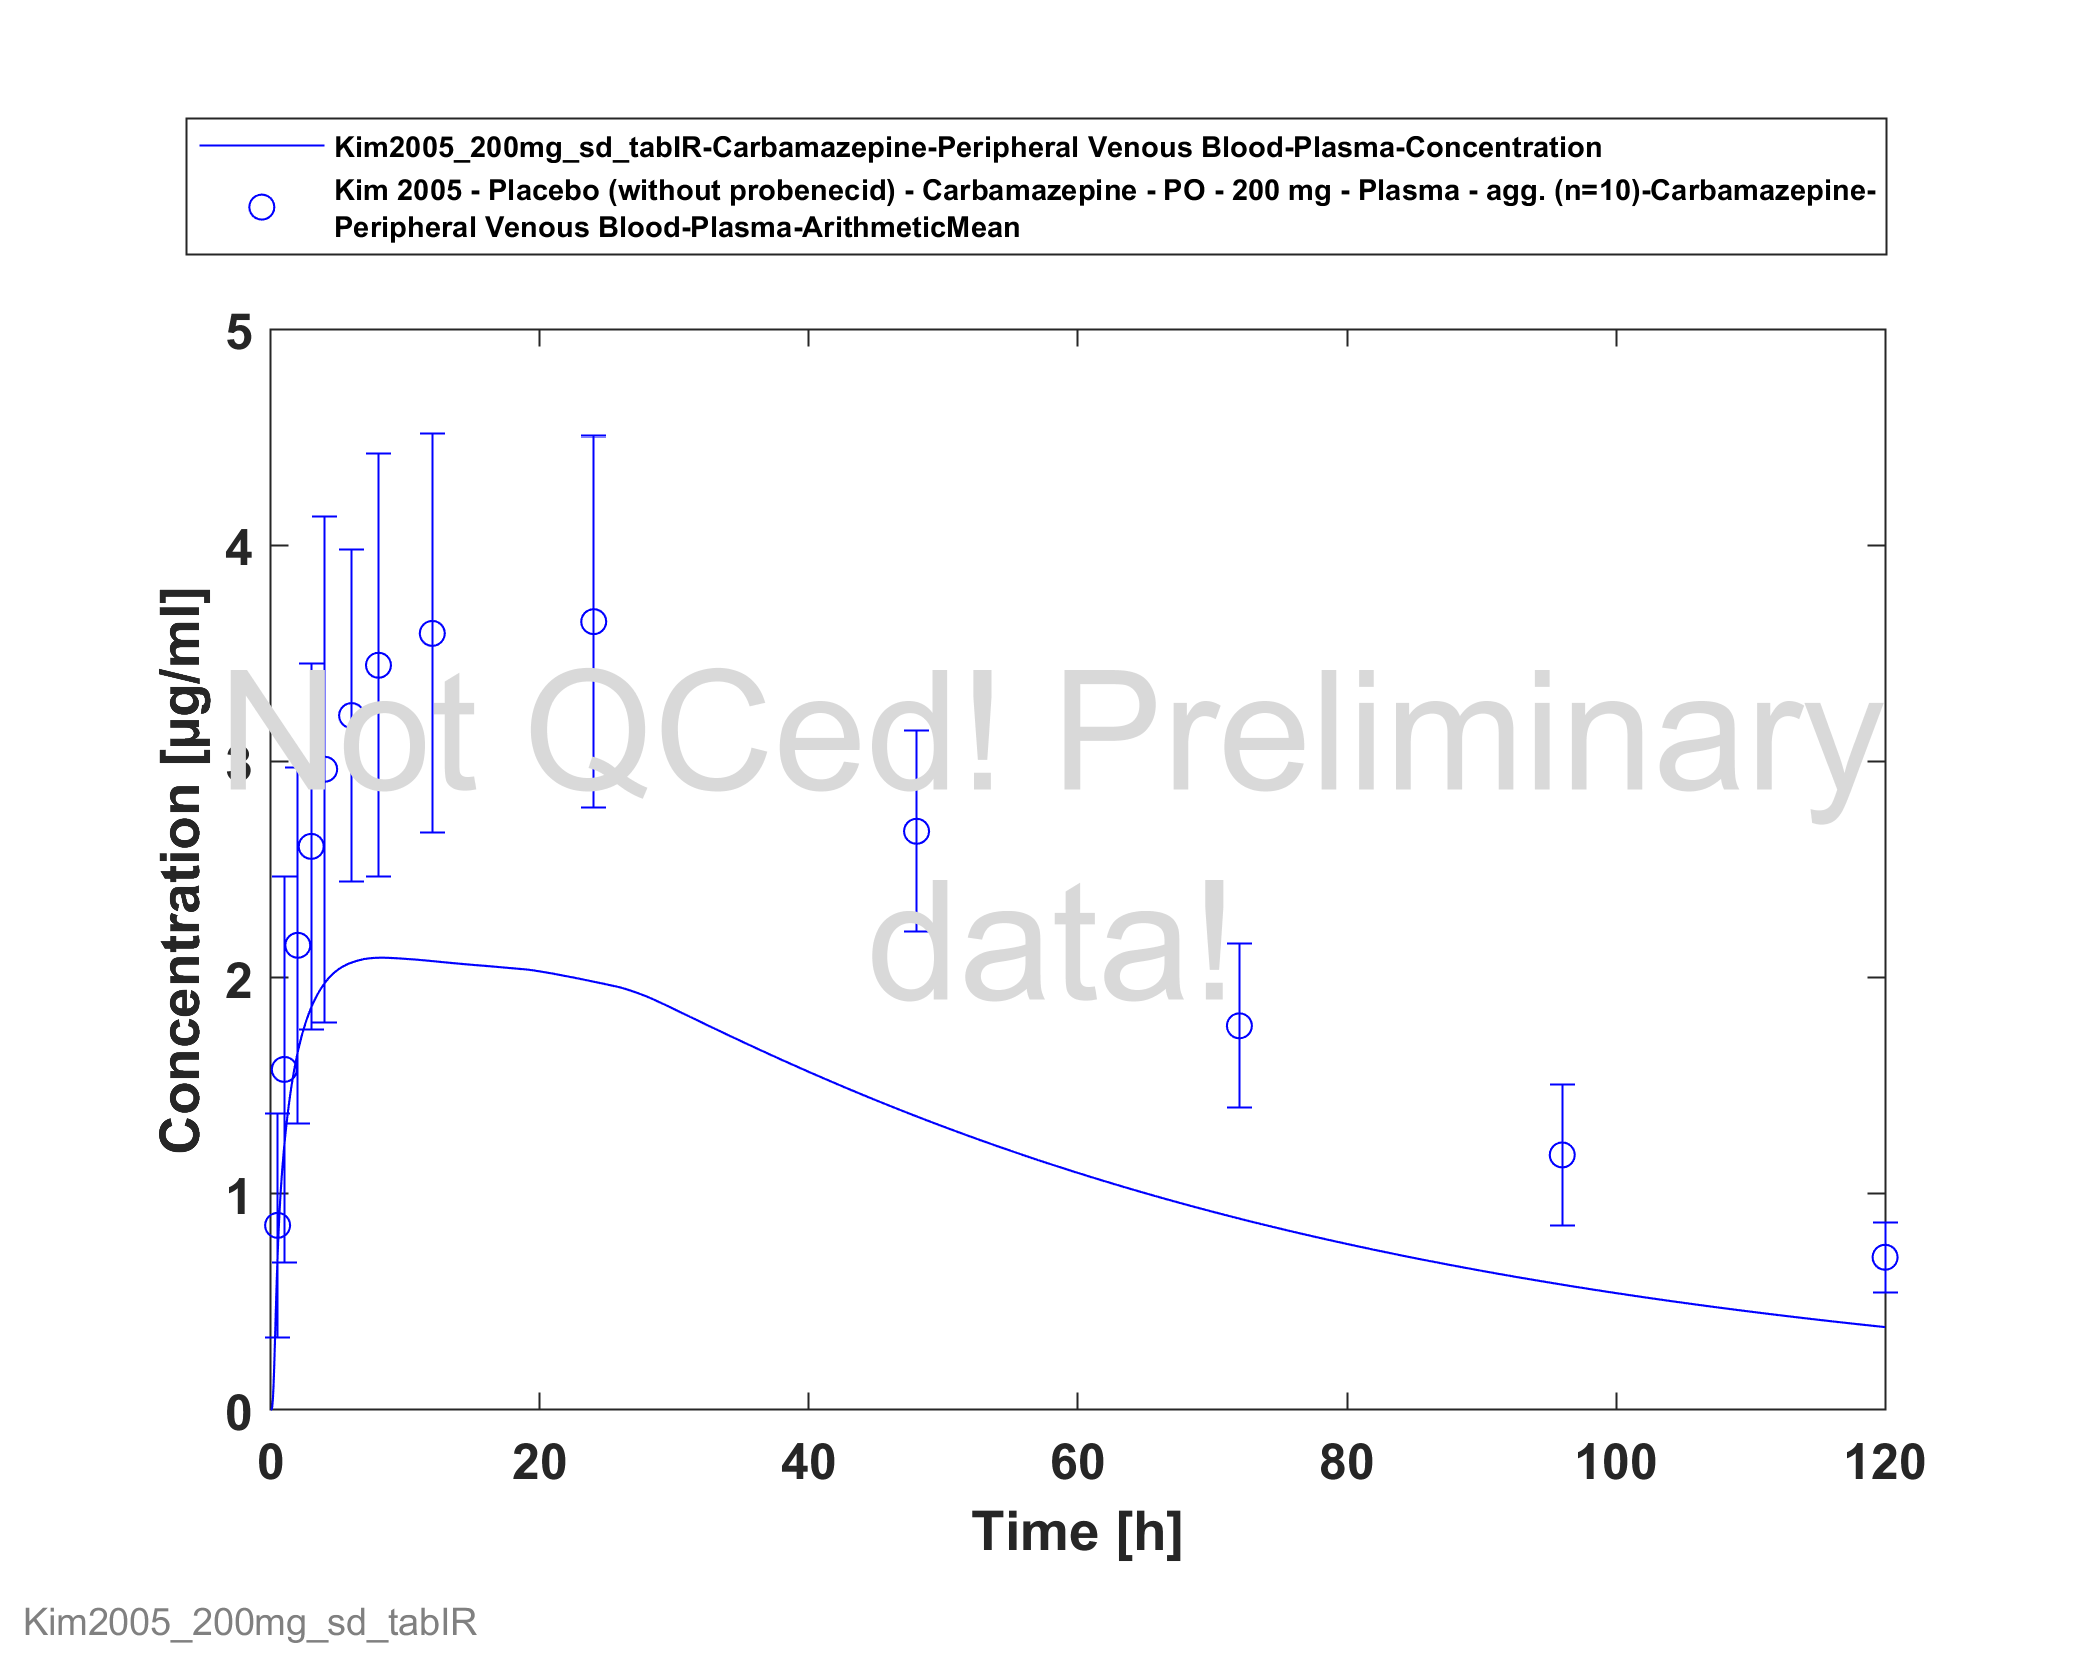 Kim2005_200mg_sd_tabIR-Carbamazepine-Peripheral Venous Blood-Plasma-Concentration
Kim 2005 - Placebo (without probenecid) - Carbamazepine - PO - 200 mg - Plasma - agg. (n=10)-Carbamazepine-
Peripheral Venous Blood-Plasma-ArithmeticMean
5
4
3
2
1
0
Concentration [µg/ml]
Not QCed! Preliminary
data!
0 20 40 60 80 100 120
Time [h]
Kim2005_200mg_sd_tabIR